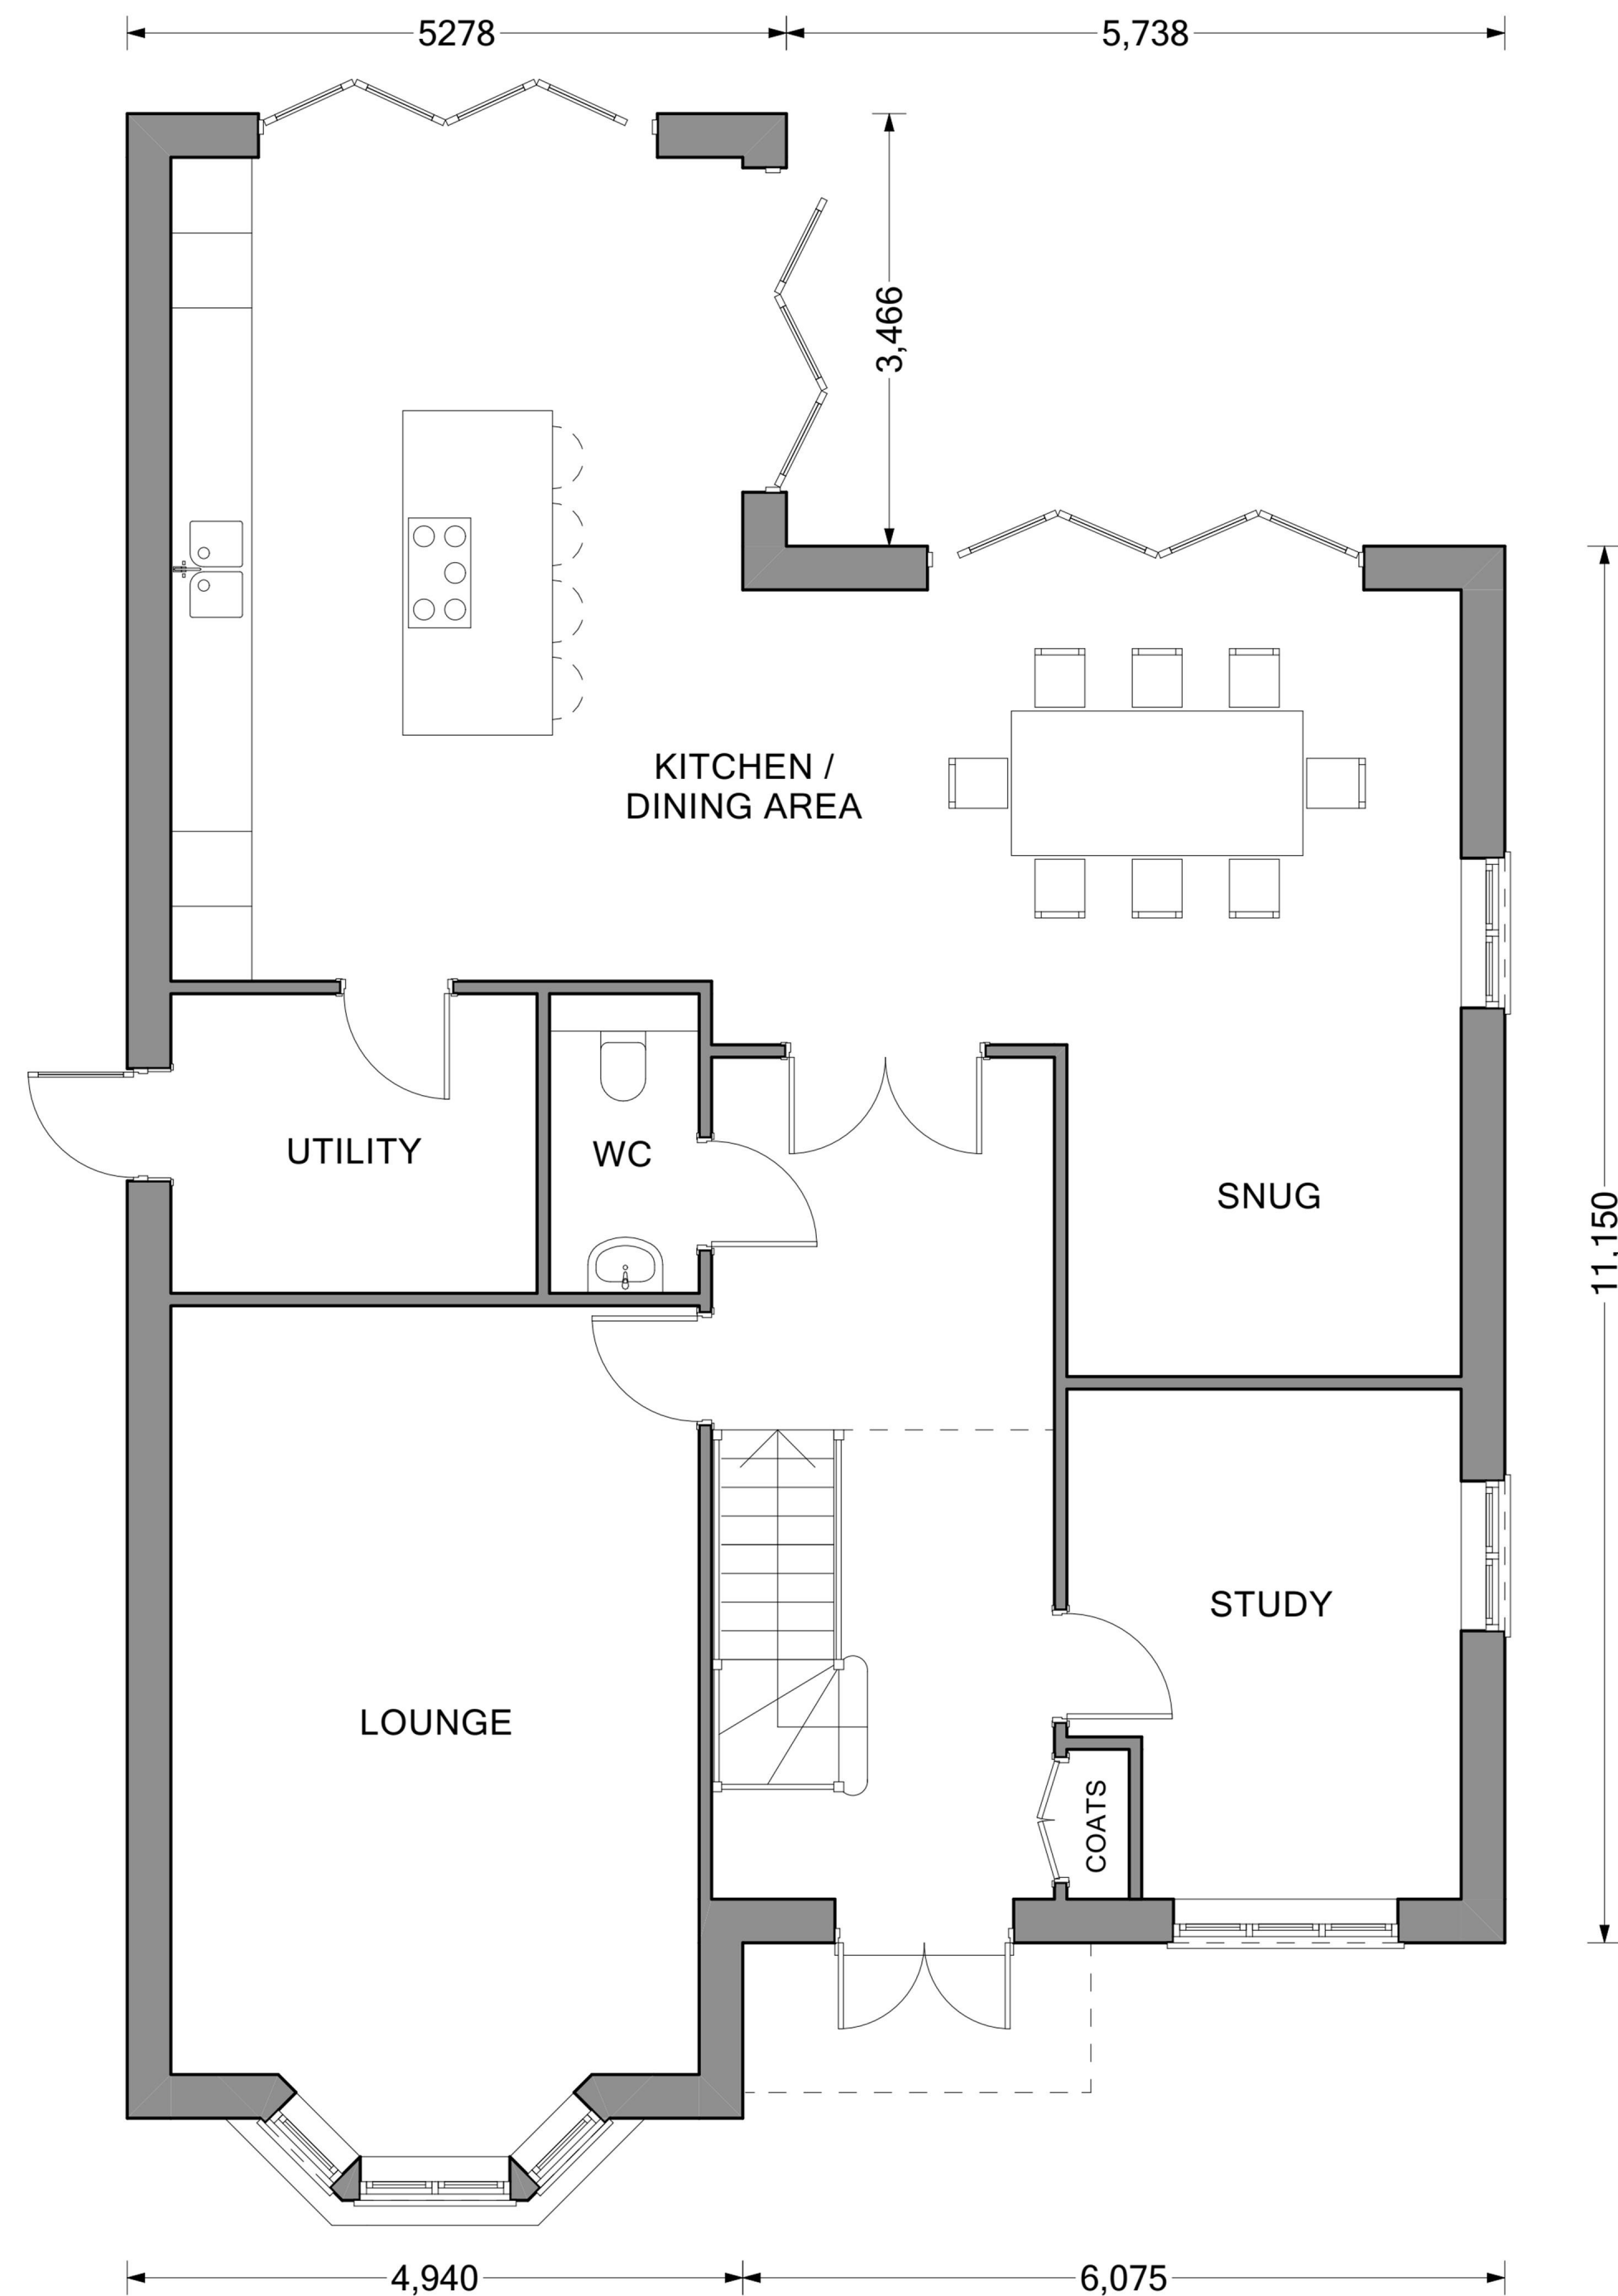 5278
5,738
3,466
KITCHEN /
DINING AREA
UTILITY
WC
SNUG
11,150
STUDY
LOUNGE
COATS
4,940
6,075